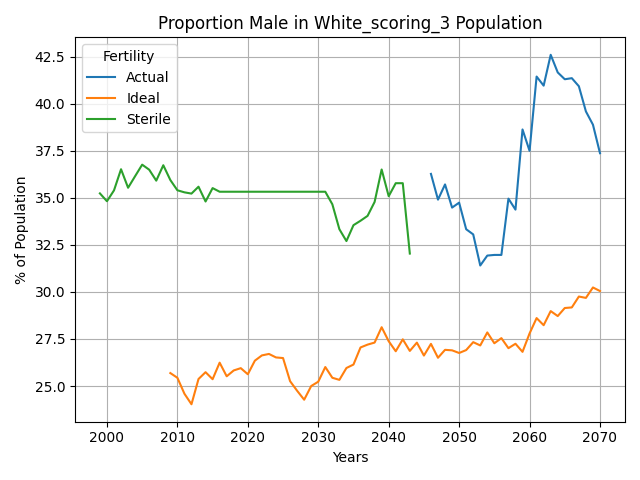 Proportion Male in White_scoring_3 Population
Fertility
Actual
Ideal
Sterile
42.5
40.0
37.5
35.0
32.5
30.0
27.5
25.0
% of Population
2000 2010 2020 2030 2040 2050 2060 2070
Years